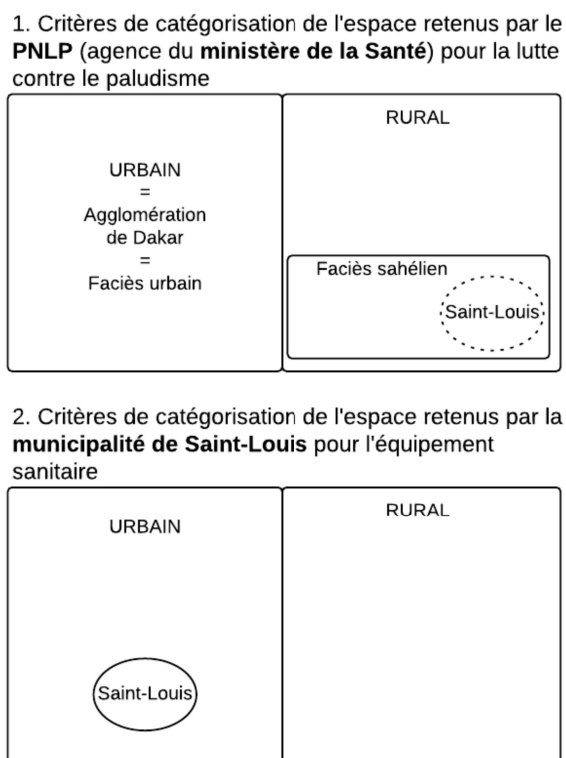 1. Critères de catégorisation de l'espace retenus par le
PNLP (agence du ministère de la Santé) pour la lutte
contre le paludisme
URBAIN
=
Agglomération
de Dakar
=
Faciès urbain
RURAL
Faciès sahélien
Saint-Louis
2. Critères de catégorisation de l'espace retenus par la
municipalité de Saint-Louis pour l'équipement
sanitaire
URBAIN
Saint-Louis
RURAL